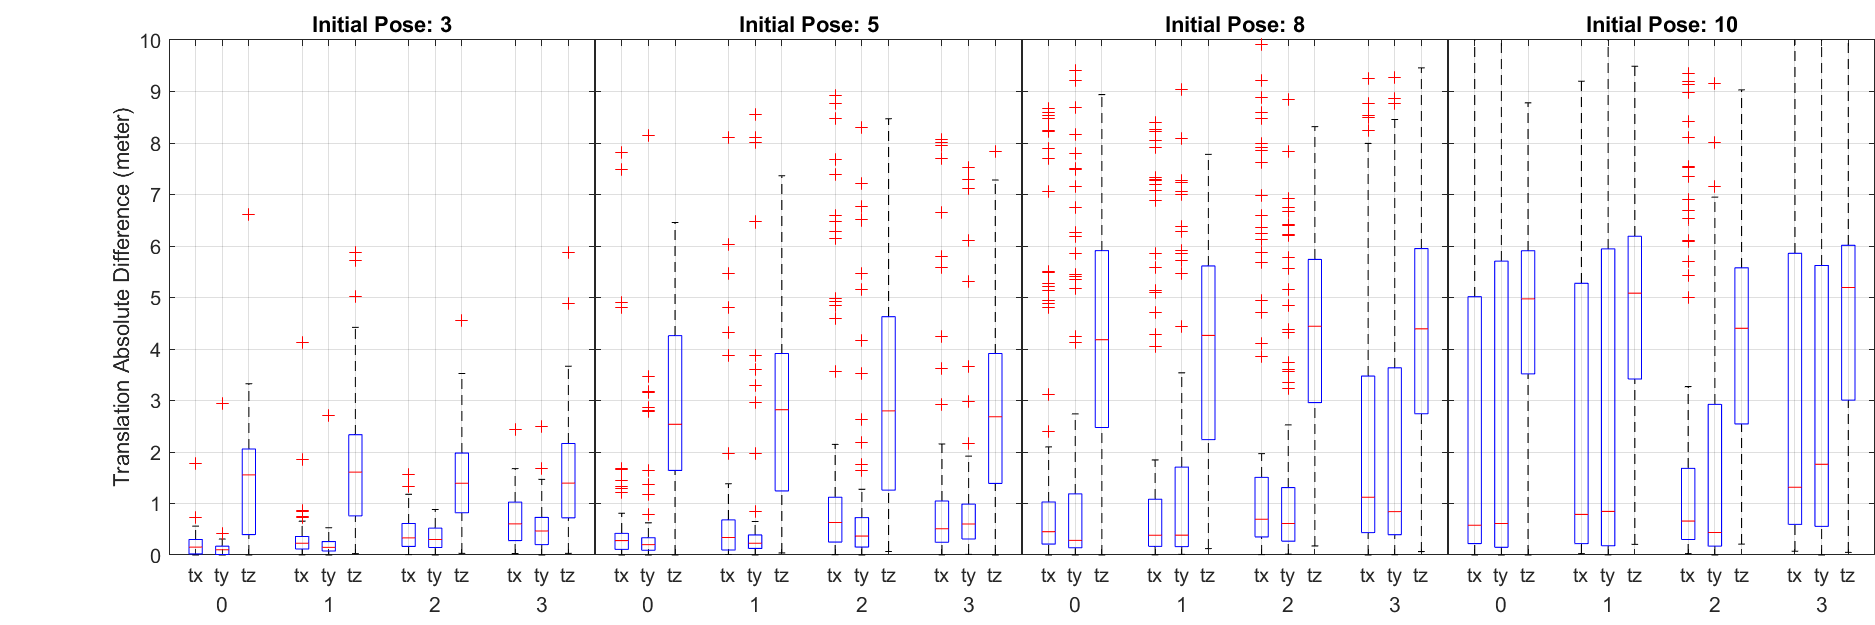 Initial Pose: 3 Initial Pose: 5 Initial Pose: 8 Initial Pose: 10
Translation Absolute Difference (meter)
10
9
8
7
6
5
4
3
2
1
0
tx ty tz tx ty tz tx ty tz tx ty tz tx ty tz tx ty tz tx ty tz tx ty tz tx ty tz tx ty tz tx ty tz tx ty tz tx ty tz tx ty tz tx ty tz tx ty tz
0 1 2 3 0 1 2 3 0 1 2 3 0 1 2 3